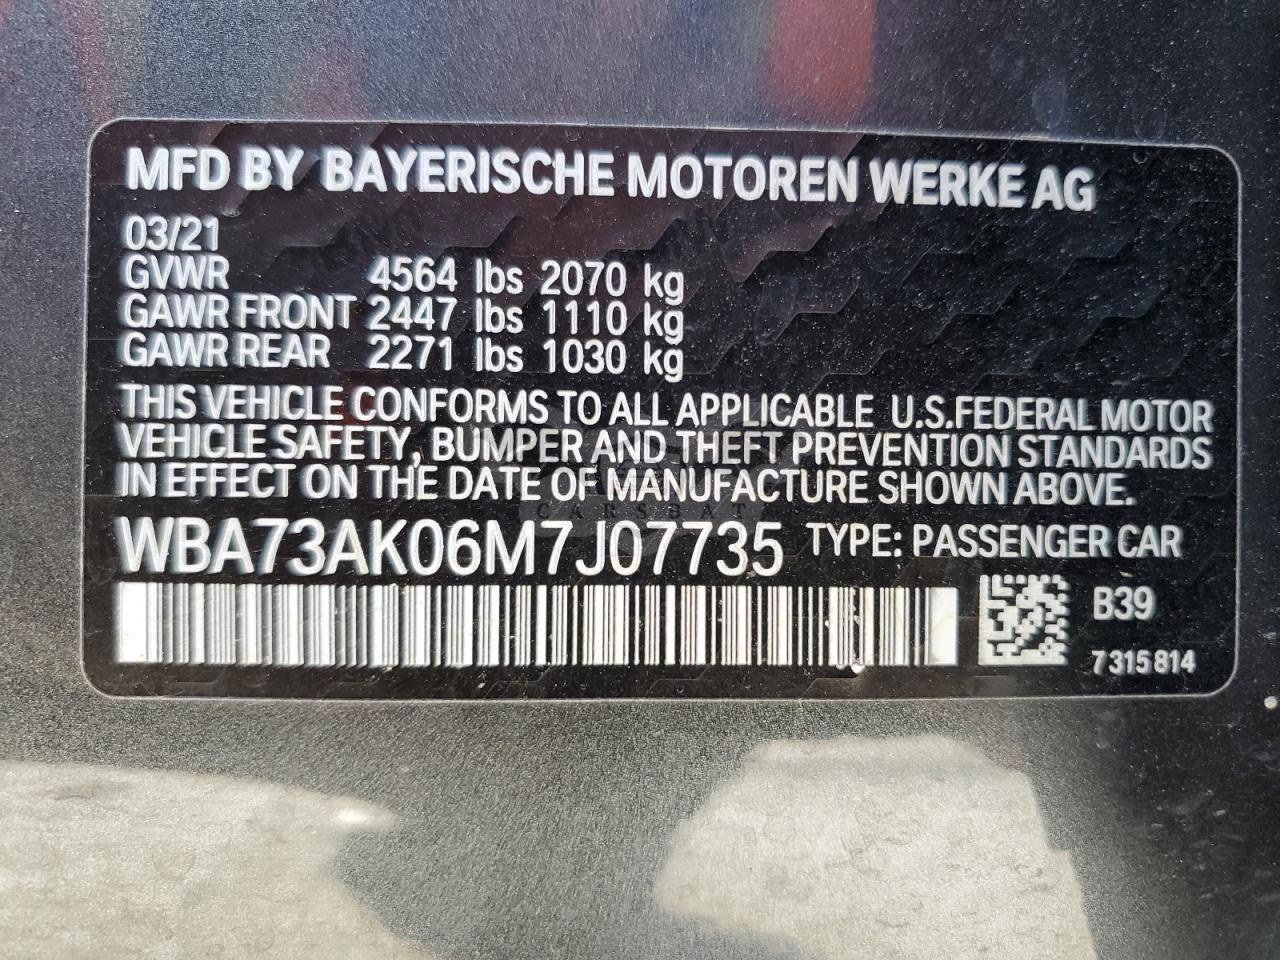 MFD BY BAYERISCHE MOTOREN WERKE AG
03/21
GVWR 4564 lbs 2070 kg
GAWR FRONT 2447 lbs 1110 kg
GAWR REAR 2271 lbs 1030 kg
THIS VEHICLE CONFORMS TO ALL APPLICABLE U.S.FEDERAL MOTOR
VEHICLE SAFETY, BUMPER AND THEFT PREVENTION STANDARDS
IN EFFECT ON THE DATE OF MANUFACTURE SHOWN ABOVE.
CARSBAT
WBA73AK06M7J07735 TYPE: PASSENGER CAR
B39
7 315 814